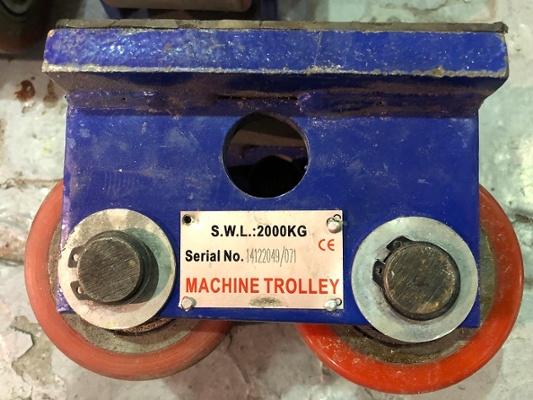 S.W.L.:2000KG
Serial No. 14122049/071
CE
MACHINE TROLLEY